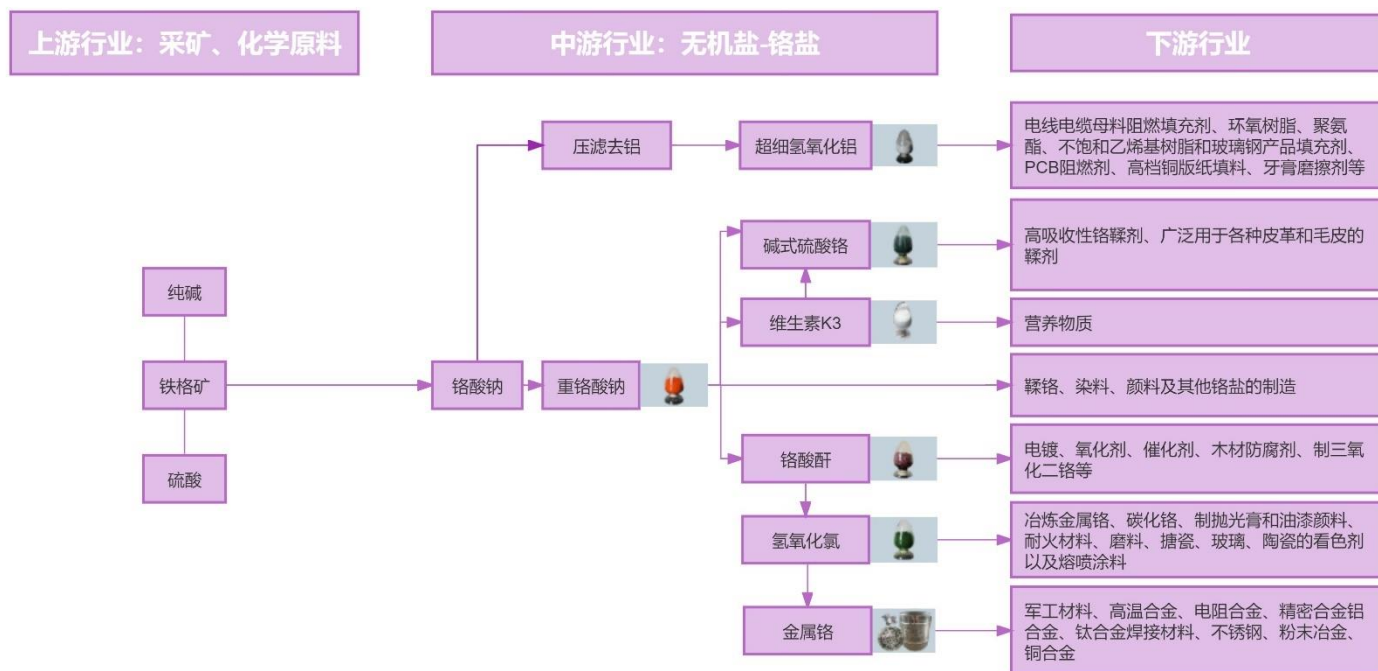 上游行业：采矿、化学原料
中游行业：无机盐-铬盐
下游行业
压滤去铝
超细氢氧化铝
电线电缆母料阻燃填充剂、环氧树脂、聚氨
酯、不饱和乙烯基树脂和玻璃钢产品填充剂、
PCB阻燃剂、高档铜版纸填料、牙膏磨擦剂等
碱式硫酸铬
高吸收性铬鞣剂、广泛用于各种皮革和毛皮的
鞣剂
纯碱
维生素K3
营养物质
铁格矿
铬酸钠
重铬酸钠
鞣铬、染料、颜料及其他铬盐的制造
硫酸
铬酸酐
电镀、氧化剂、催化剂、木材防腐剂、制三氧
化二铬等
氢氧化氯
冶炼金属铬、碳化铬、制抛光膏和油漆颜料、
耐火材料、磨料、搪瓷、玻璃、陶瓷的看色剂
以及熔喷涂料
金属铬
军工材料、高温合金、电阻合金、精密合金铝
合金、钛合金焊接材料、不锈钢、粉末冶金、
铜合金